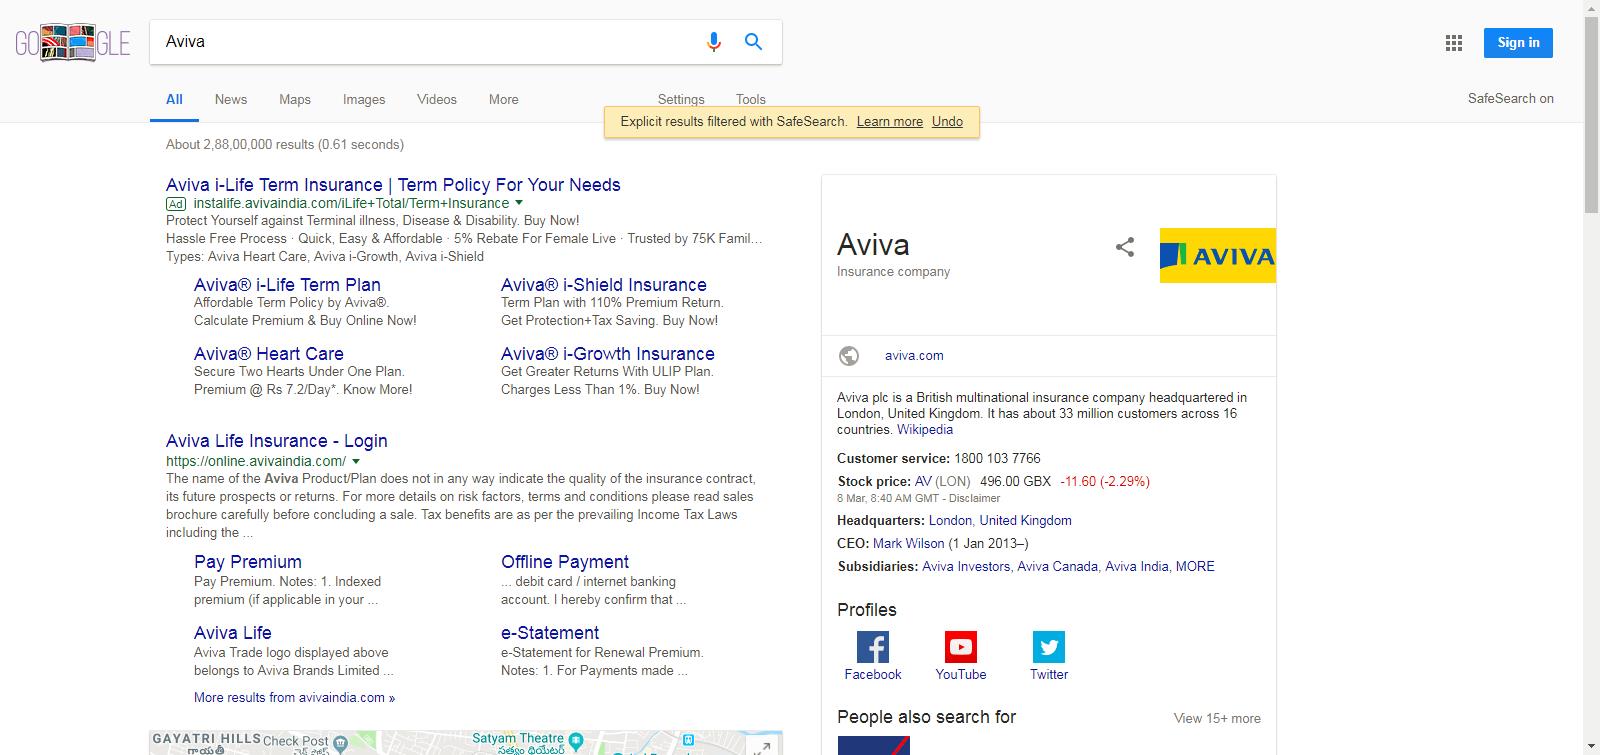 GO GLE
Aviva
Sign in
All News Maps Images Videos More Settings Tools
SafeSearch on
Explicit results filtered with SafeSearch. Learn more Undo
About 2,88,00,000 results (0.61 seconds)
Aviva i-Life Term Insurance | Term Policy For Your Needs
Ad instalife.avivaindia.com/iLife+Total/Term+Insurance
Protect Yourself against Terminal illness, Disease & Disability. Buy Now!
Hassle Free Process · Quick, Easy & Affordable · 5% Rebate For Female Live · Trusted by 75K Famil...
Types: Aviva Heart Care, Aviva i-Growth, Aviva i-Shield
Aviva® i-Life Term Plan
Affordable Term Policy by Aviva®.
Calculate Premium & Buy Online Now!
Aviva® i-Shield Insurance
Term Plan with 110% Premium Return.
Get Protection+Tax Saving. Buy Now!
Aviva® Heart Care
Secure Two Hearts Under One Plan.
Premium @ Rs 7.2/Day*. Know More!
Aviva® i-Growth Insurance
Get Greater Returns With ULIP Plan.
Charges Less Than 1%. Buy Now!
Aviva Life Insurance - Login
https://online.avivaindia.com/
The name of the Aviva Product/Plan does not in any way indicate the quality of the insurance contract,
its future prospects or returns. For more details on risk factors, terms and conditions please read sales
brochure carefully before concluding a sale. Tax benefits are as per the prevailing Income Tax Laws
including the ...
Pay Premium
Pay Premium. Notes: 1. Indexed
premium (if applicable in your ...
Offline Payment
... debit card / internet banking
account. I hereby confirm that ...
Aviva Life
Aviva Trade logo displayed above
belongs to Aviva Brands Limited ...
e-Statement
e-Statement for Renewal Premium.
Notes: 1. For Payments made ...
More results from avivaindia.com »
GAYATRI HILLS
గాయత్రీ
Check Post
చెక్ పోస్ట్
Satyam Theatre
సత్యం థియేటర్
Aviva
Insurance company
AVIVA
aviva.com
Aviva plc is a British multinational insurance company headquartered in
London, United Kingdom. It has about 33 million customers across 16
countries. Wikipedia
Customer service: 1800 103 7766
Stock price: AV (LON) 496.00 GBX -11.60 (-2.29%)
8 Mar, 8:40 AM GMT - Disclaimer
Headquarters: London, United Kingdom
CEO: Mark Wilson (1 Jan 2013–)
Subsidiaries: Aviva Investors, Aviva Canada, Aviva India, MORE
Profiles
Facebook YouTube Twitter
People also search for View 15+ more